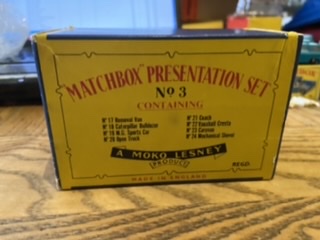 MATCHBOX PRESENTATION SET
No 3
CONTAINING
No 17 Removal Van
No 18 Caterpillar Bulldozer
No 19 M.G. Sports Car
No 20 Open Truck
No 21 Coach
No 22 Vauxhall Cresta
No 23 Caravan
No 24 Mechanical Shovel
A MOKO LESNEY
PRODUCT
REGD.
MADE IN ENGLAND